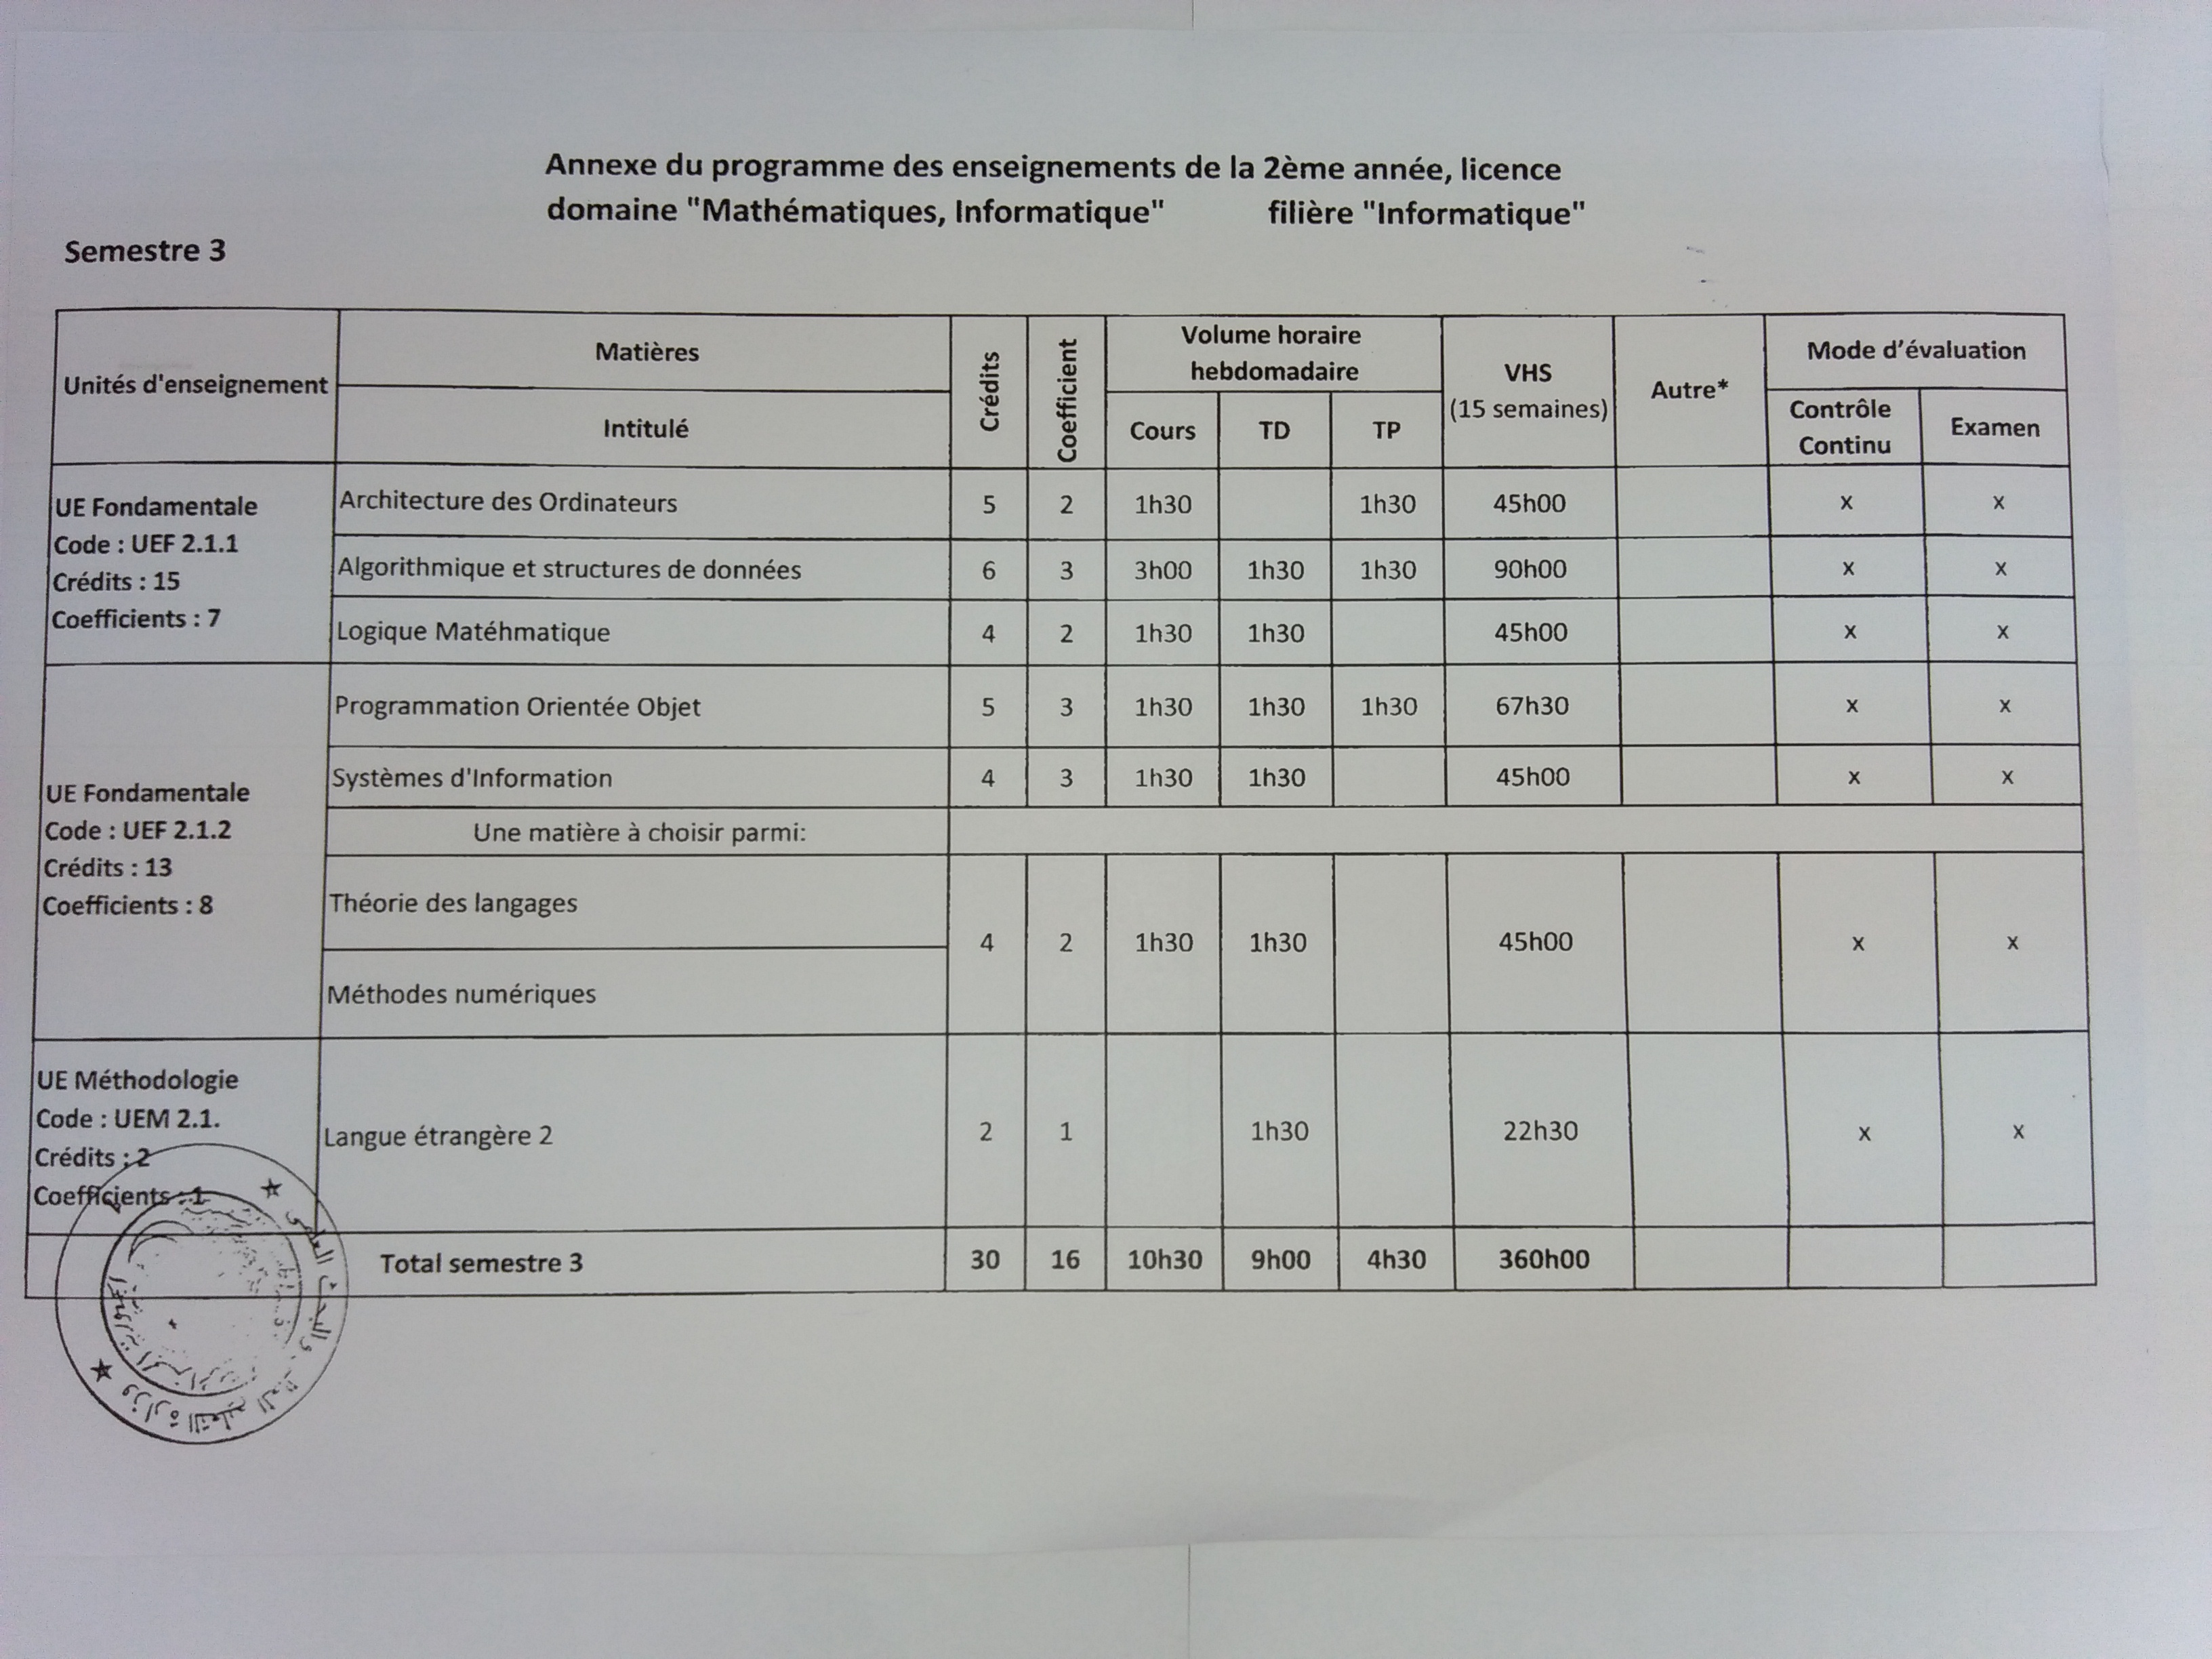 Annexe du programme des enseignements de la 2ème année, licence
domaine "Mathématiques, Informatique" filière "Informatique"
Semestre 3
Unités d'enseignement
Matières
Intitulé
Crédits
Coefficient
Volume horaire
hebdomadaire
Cours TD TP
VHS
(15 semaines)
Autre*
Mode d'évaluation
Contrôle
Continu
Examen
UE Fondamentale
Code : UEF 2.1.1
Crédits : 15
Coefficients : 7
Architecture des Ordinateurs 5 2 1h30 1h30 45h00 x x
Algorithmique et structures de données 6 3 3h00 1h30 1h30 90h00 x x
Logique Matéhmatique 4 2 1h30 1h30 45h00 x x
UE Fondamentale
Code : UEF 2.1.2
Crédits : 13
Coefficients : 8
Programmation Orientée Objet 5 3 1h30 1h30 1h30 67h30 x x
Systèmes d'Information 4 3 1h30 1h30 45h00 x x
Une matière à choisir parmi:
Théorie des langages
Méthodes numériques
4 2 1h30 1h30 45h00 x x
UE Méthodologie
Code : UEM 2.1.
Crédits : 2
Coefficients : 1
Langue étrangère 2 2 1 1h30 22h30 x x
Total semestre 3 30 16 10h30 9h00 4h30 360h00
وزارة التعليم